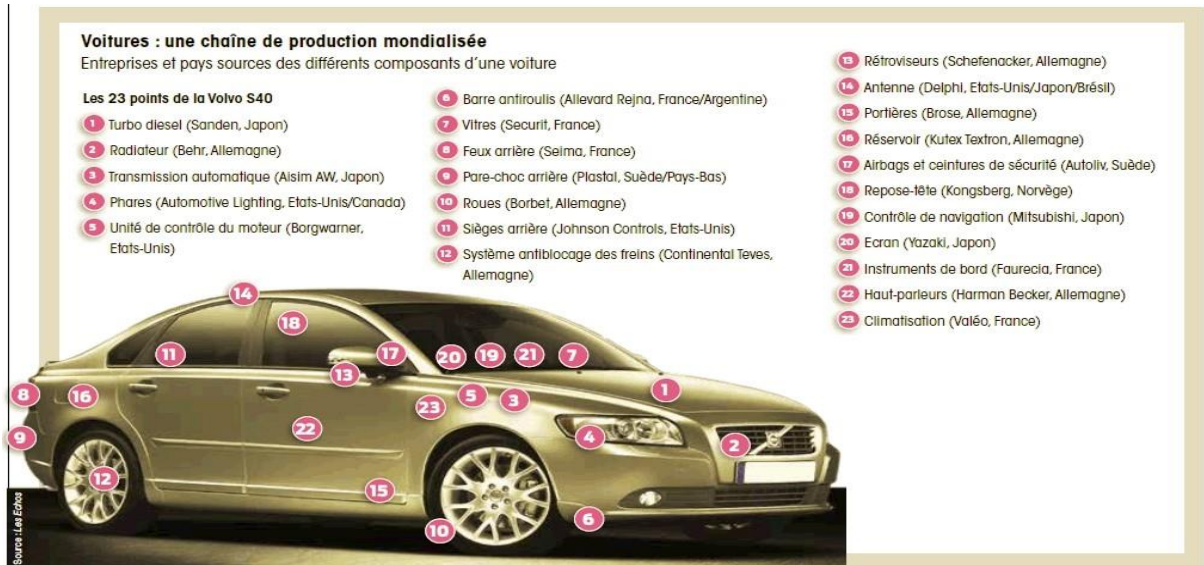 Voitures : une chaîne de production mondialisée
Entreprises et pays sources des différents composants d'une voiture
Les 23 points de la Volvo S40
1 Turbo diesel (Sanden, Japon)
2 Radiateur (Behr, Allemagne)
3 Transmission automatique (Aisim AW, Japon)
4 Phares (Automotive Lighting, Etats-Unis/Canada)
5 Unité de contrôle du moteur (Borgwarner,
Etats-Unis)
6 Barre antiroulis (Allevard Rejna, France/Argentine)
7 Vitres (Securit, France)
8 Feux arrière (Seima, France)
9 Pare-choc arrière (Plastal, Suède/Pays-Bas)
10 Roues (Borbet, Allemagne)
11 Sièges arrière (Johnson Controls, Etats-Unis)
12 Système antiblocage des freins (Continental Teves,
Allemagne)
13 Rétroviseurs (Schefenacker, Allemagne)
14 Antenne (Delphi, Etats-Unis/Japon/Brésil)
15 Portières (Brose, Allemagne)
16 Réservoir (Kutex Textron, Allemagne)
17 Airbags et ceintures de sécurité (Autoliv, Suède)
18 Repose-tête (Kongsberg, Norvège)
19 Contrôle de navigation (Mitsubishi, Japon)
20 Ecran (Yazaki, Japon)
21 Instruments de bord (Faurecia, France)
22 Haut-parleurs (Harman Becker, Allemagne)
23 Climatisation (Valéo, France)
14
18
11
17
20
19
21
7
13
1
8
16
5
3
23
22
4
2
9
12
15
6
10
Source : Les Echos